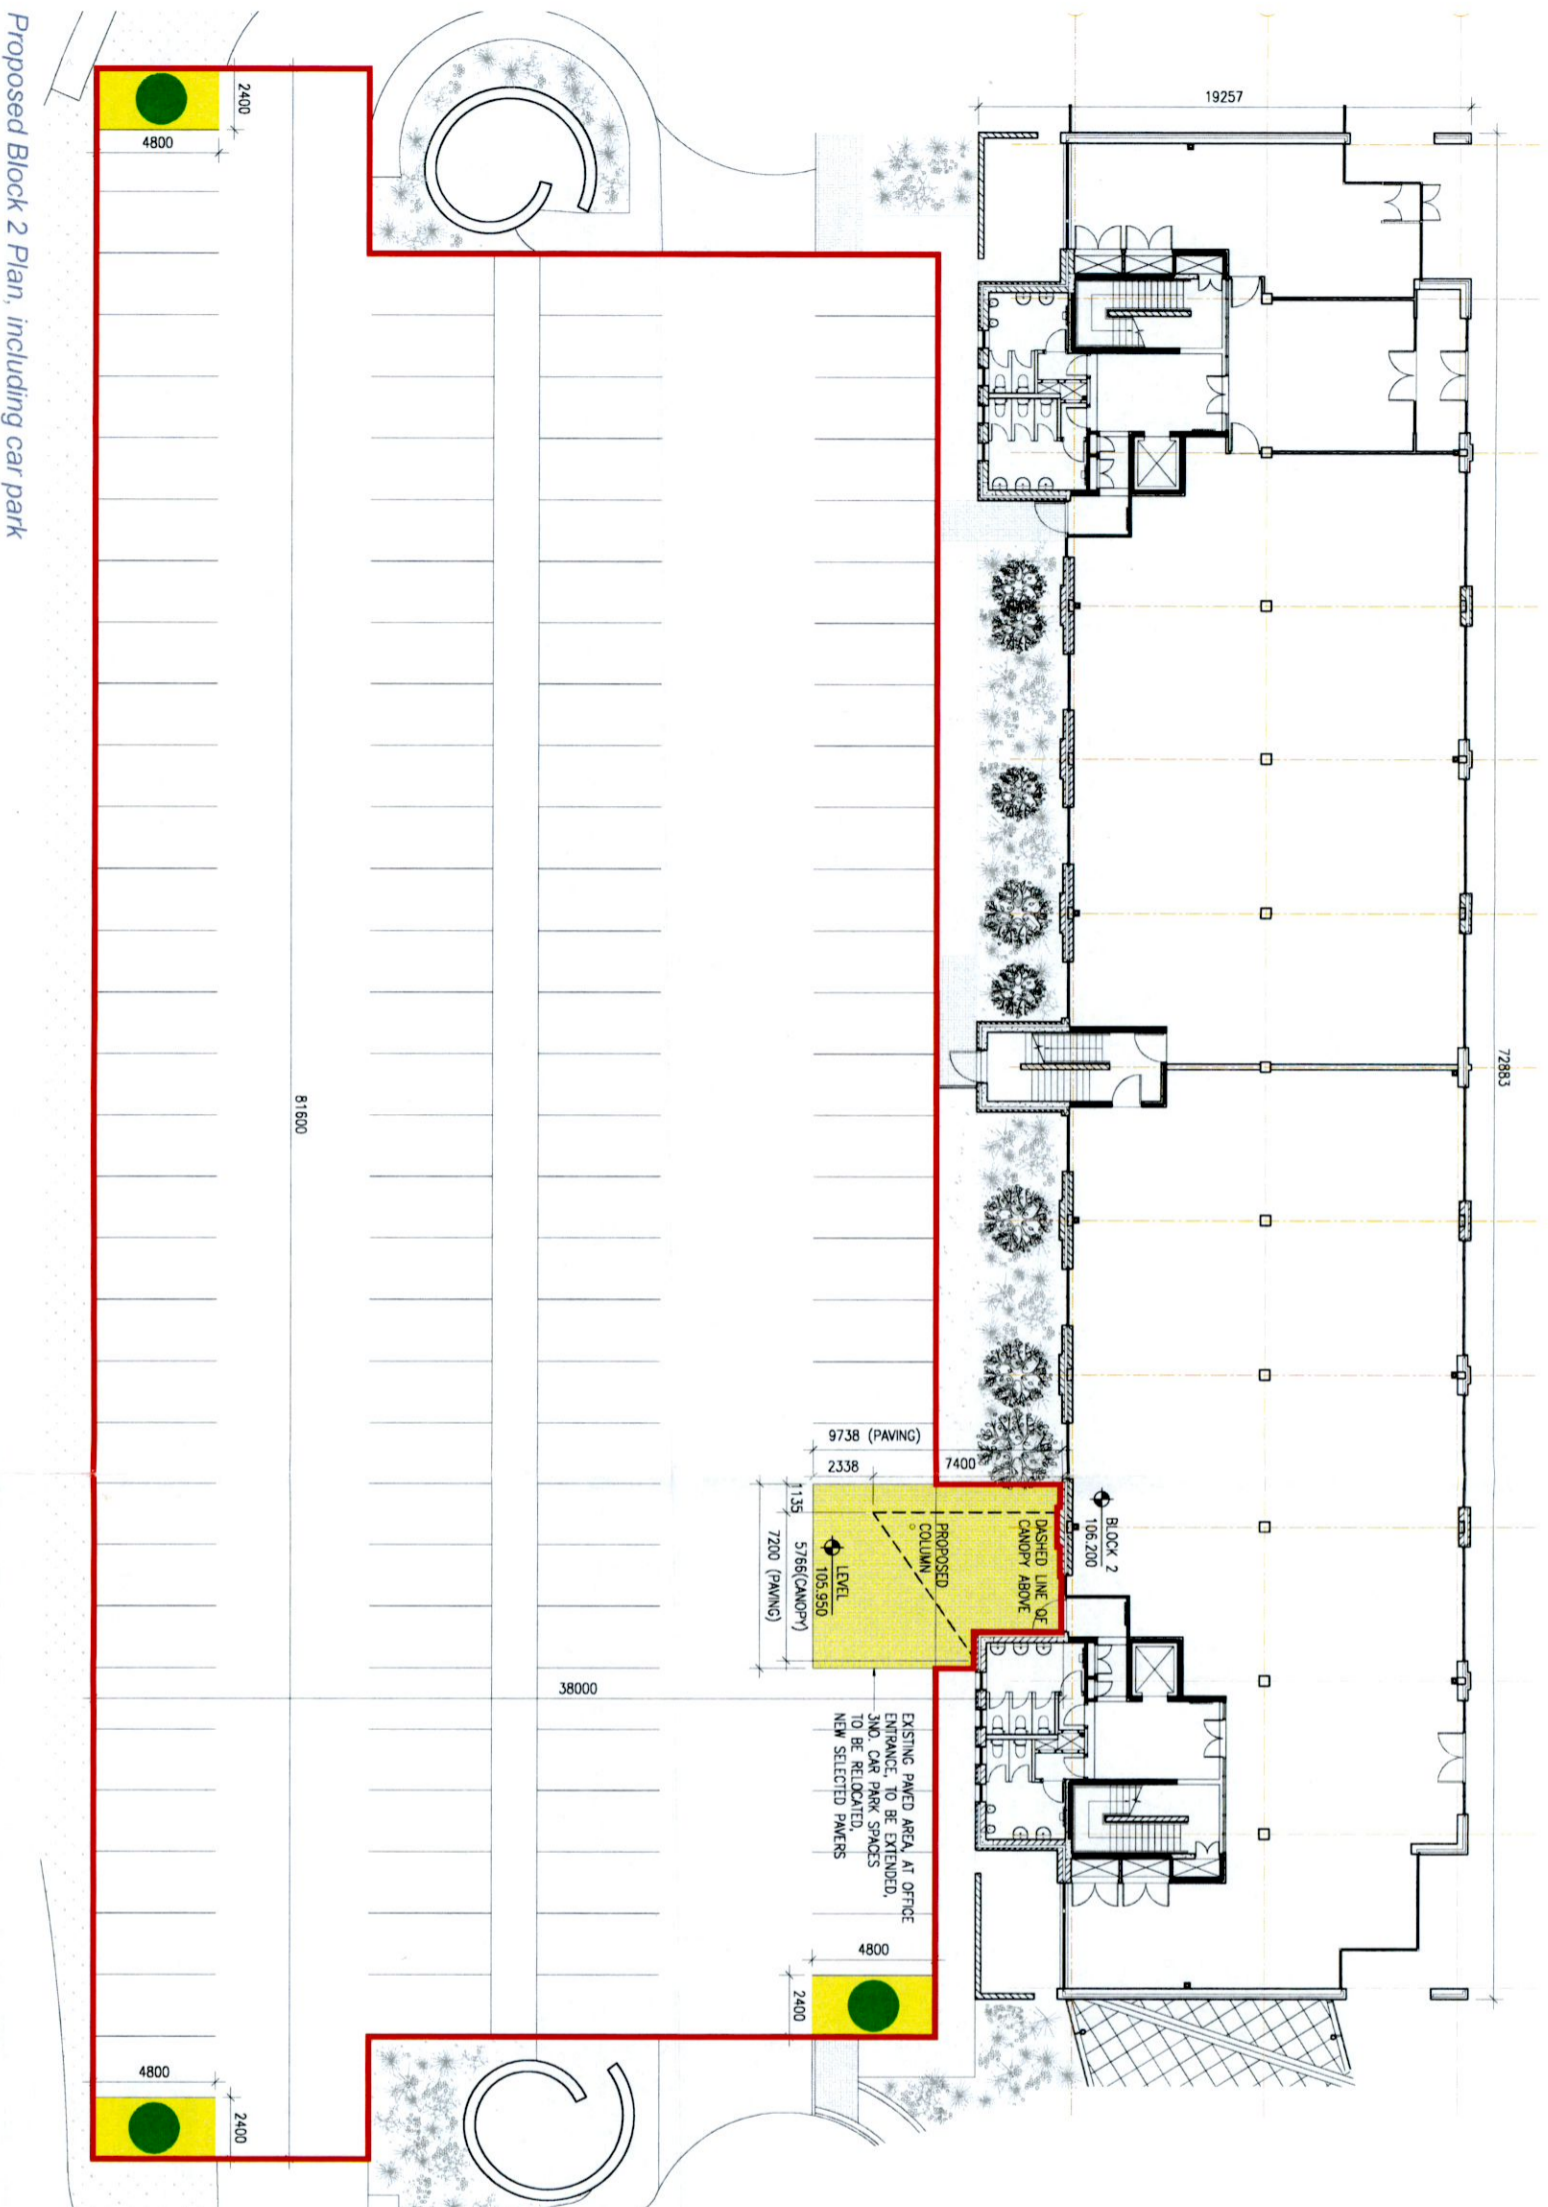 Proposed Block 2 Plan, including car park
2400
4800
19257
72883
81600
9738 (PAVING)
2338
7400
1135
5766(CANOPY)
7200 (PAVING)
BLOCK 2
106.200
DASHED LINE OF
CANOPY ABOVE
PROPOSED
COLUMN
LEVEL
105.950
38000
EXISTING PAVED AREA, AT OFFICE
ENTRANCE, TO BE EXTENDED,
3NO. CAR PARK SPACES
TO BE RELOCATED,
NEW SELECTED PAVERS
4800
2400
4800
2400